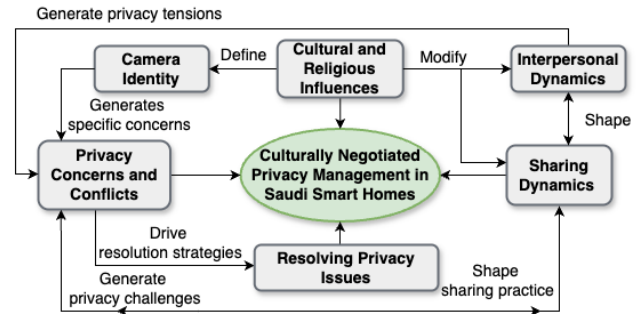 Generate privacy tensions
Camera
Identity
Define
Cultural and
Religious
Influences
Modify
Interpersonal
Dynamics
Generates
specific concerns
Shape
Privacy
Concerns and
Conflicts
Culturally Negotiated
Privacy Management in
Saudi Smart Homes
Sharing
Dynamics
Drive
resolution strategies
Resolving Privacy
Issues
Generate
privacy challenges
Shape
sharing practice